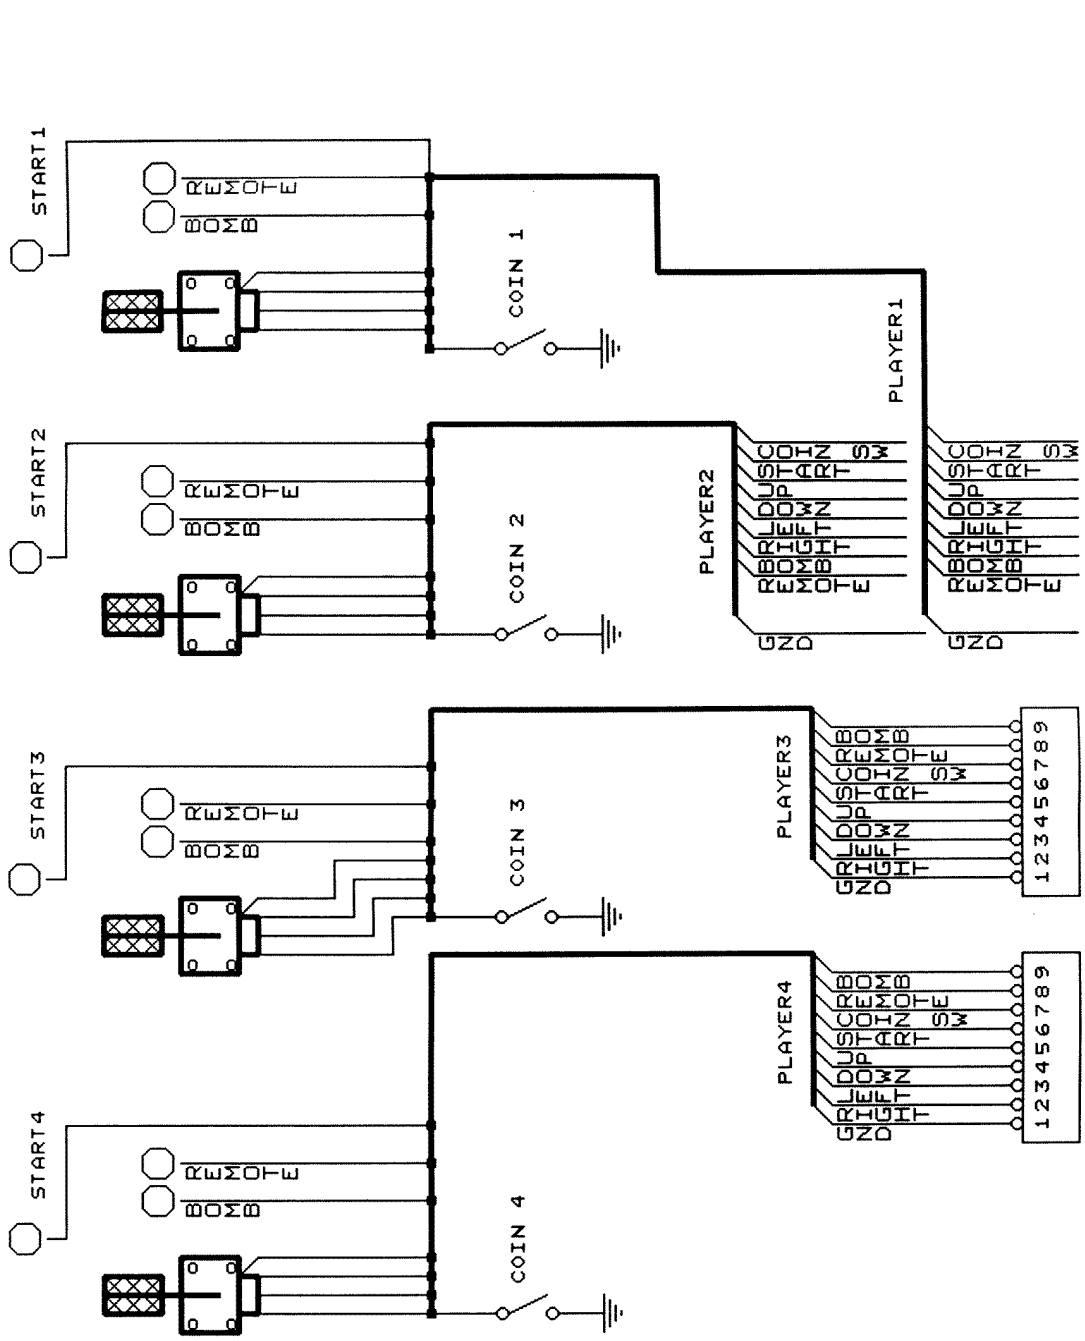 START1
REMOTE
BOMB
COIN 1
PLAYER1
START2
REMOTE
BOMB
COIN 2
PLAYER2
COIN SW
START
UP
DOWN
LEFT
RIGHT
BOMB
REMOTE
GND
COIN SW
START
UP
DOWN
LEFT
RIGHT
BOMB
REMOTE
GND
START3
REMOTE
BOMB
COIN 3
PLAYER3
BOMB
REMOTE
COIN SW
START
UP
DOWN
LEFT
RIGHT
GND
1 2 3 4 5 6 7 8 9
START4
REMOTE
BOMB
COIN 4
PLAYER4
BOMB
REMOTE
COIN SW
START
UP
DOWN
LEFT
RIGHT
GND
1 2 3 4 5 6 7 8 9